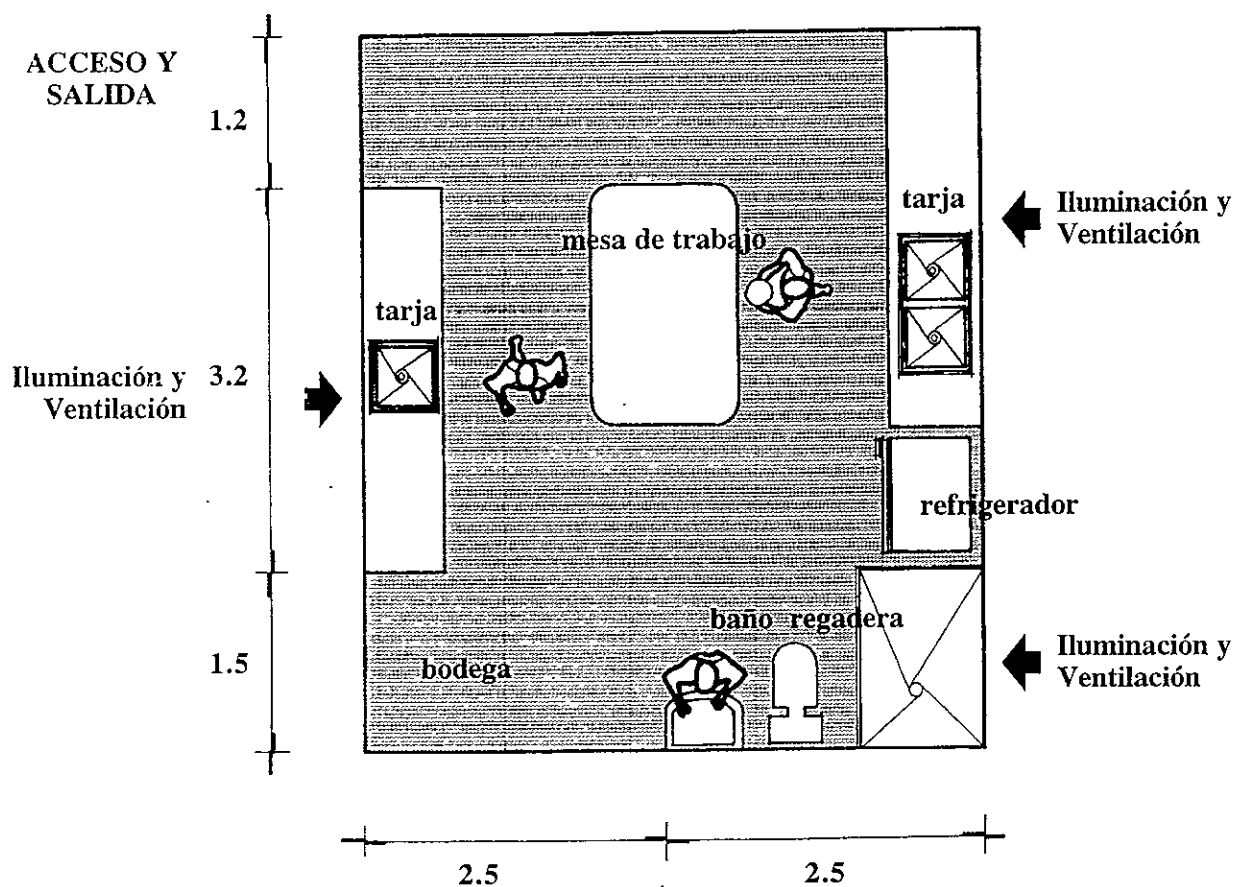 ACCESO Y
SALIDA
1.2
tarja
Iluminación y
Ventilación
mesa de trabajo
tarja
Iluminación y
Ventilación
3.2
refrigerador
baño regadera
1.5
bodega
Iluminación y
Ventilación
2.5
2.5